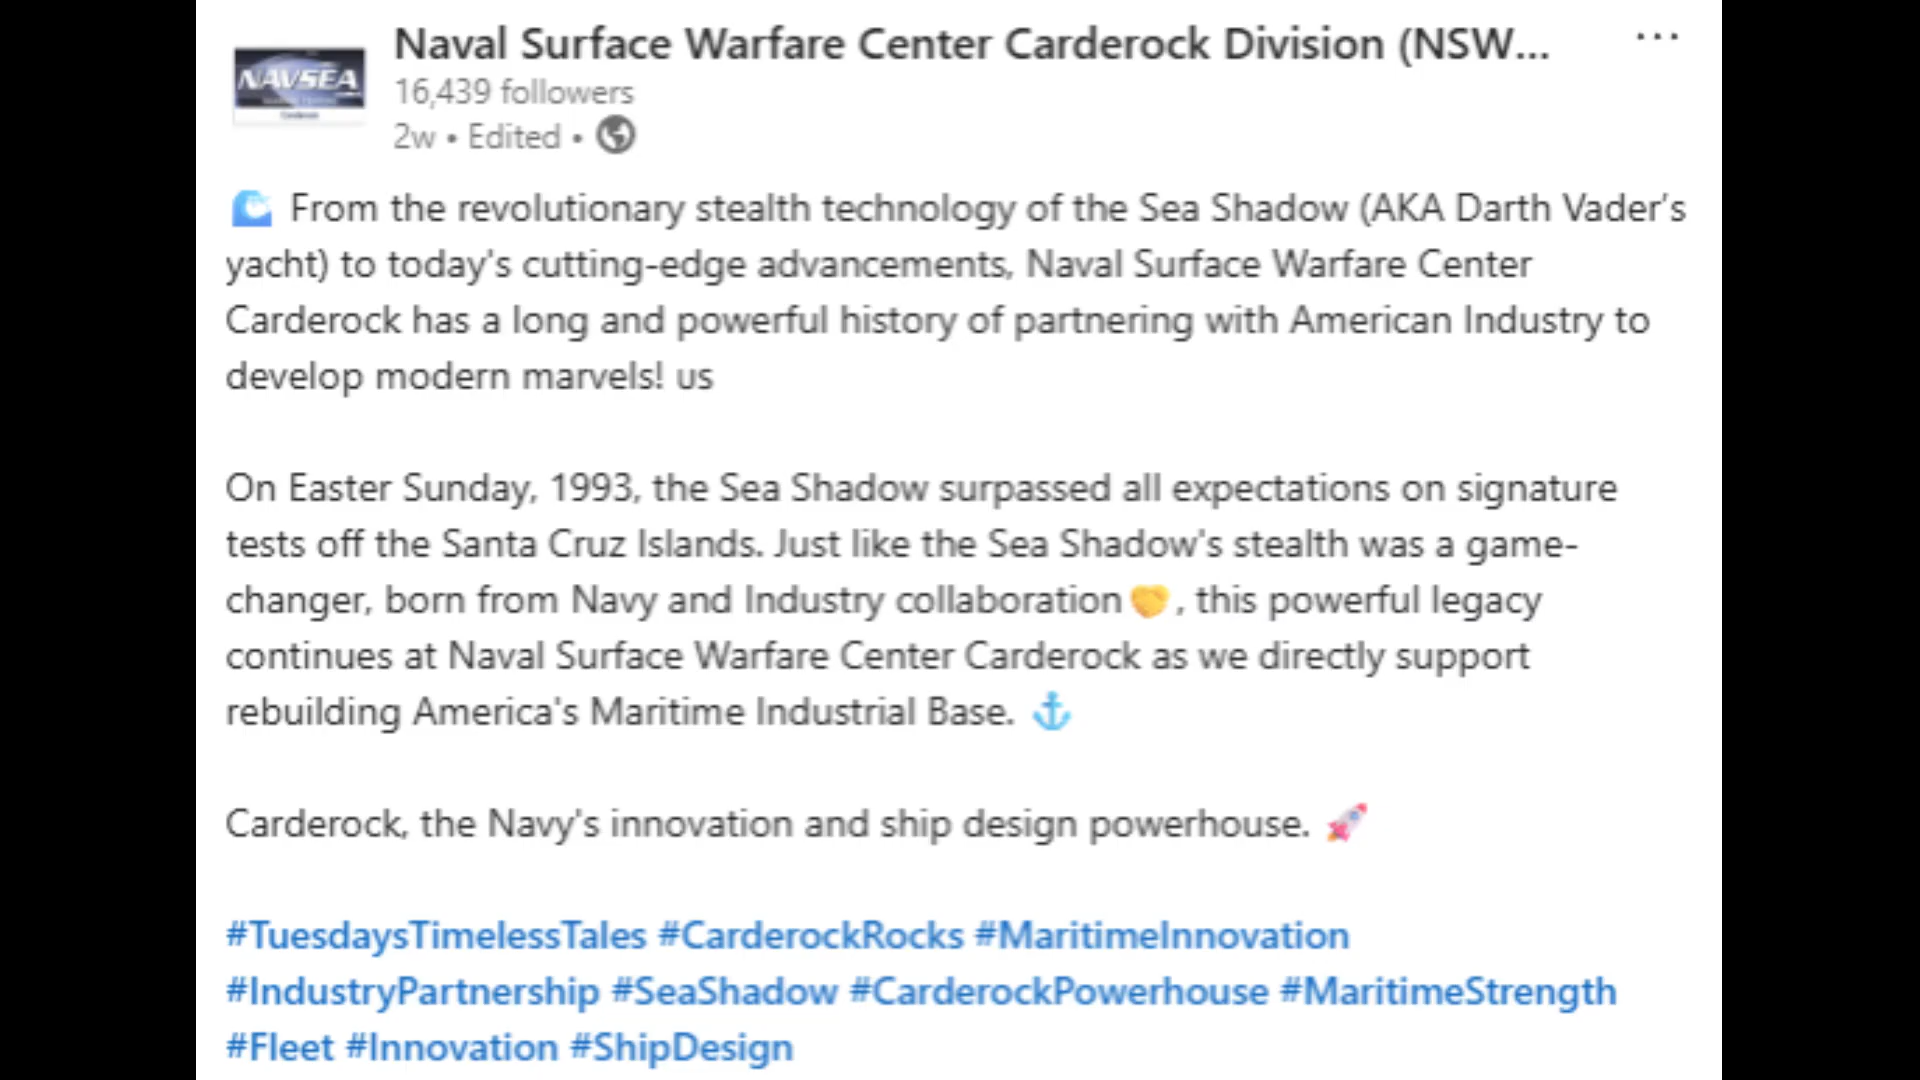 Naval Surface Warfare Center Carderock Division (NSW...
NAVSEA
16,439 followers
2w • Edited •
🌊 From the revolutionary stealth technology of the Sea Shadow (AKA Darth Vader's
yacht) to today's cutting-edge advancements, Naval Surface Warfare Center
Carderock has a long and powerful history of partnering with American Industry to
develop modern marvels! us
On Easter Sunday, 1993, the Sea Shadow surpassed all expectations on signature
tests off the Santa Cruz Islands. Just like the Sea Shadow's stealth was a game-
changer, born from Navy and Industry collaboration🤝, this powerful legacy
continues at Naval Surface Warfare Center Carderock as we directly support
rebuilding America's Maritime Industrial Base. ⚓
Carderock, the Navy's innovation and ship design powerhouse. 🚀
#TuesdaysTimelessTales #CarderockRocks #MaritimeInnovation
#IndustryPartnership #SeaShadow #CarderockPowerhouse #MaritimeStrength
#Fleet #Innovation #ShipDesign